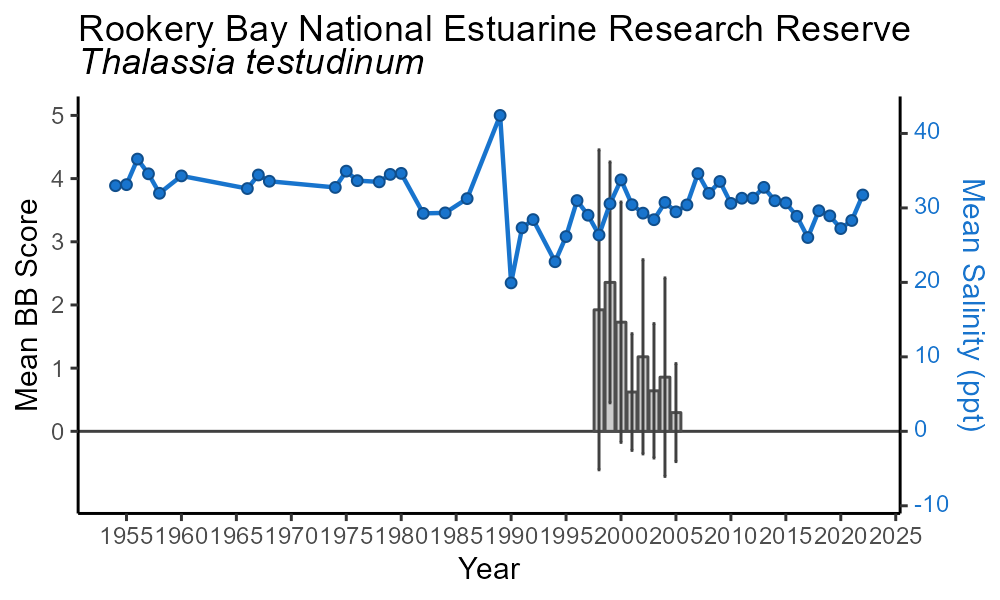 Rookery Bay National Estuarine Research Reserve
Thalassia testudinum
Mean BB Score
5
4
3
2
1
0
40
30
20
10
0
-10
Mean Salinity (ppt)
1955 1960 1965 1970 1975 1980 1985 1990 1995 2000 2005 2010 2015 2020 2025
Year